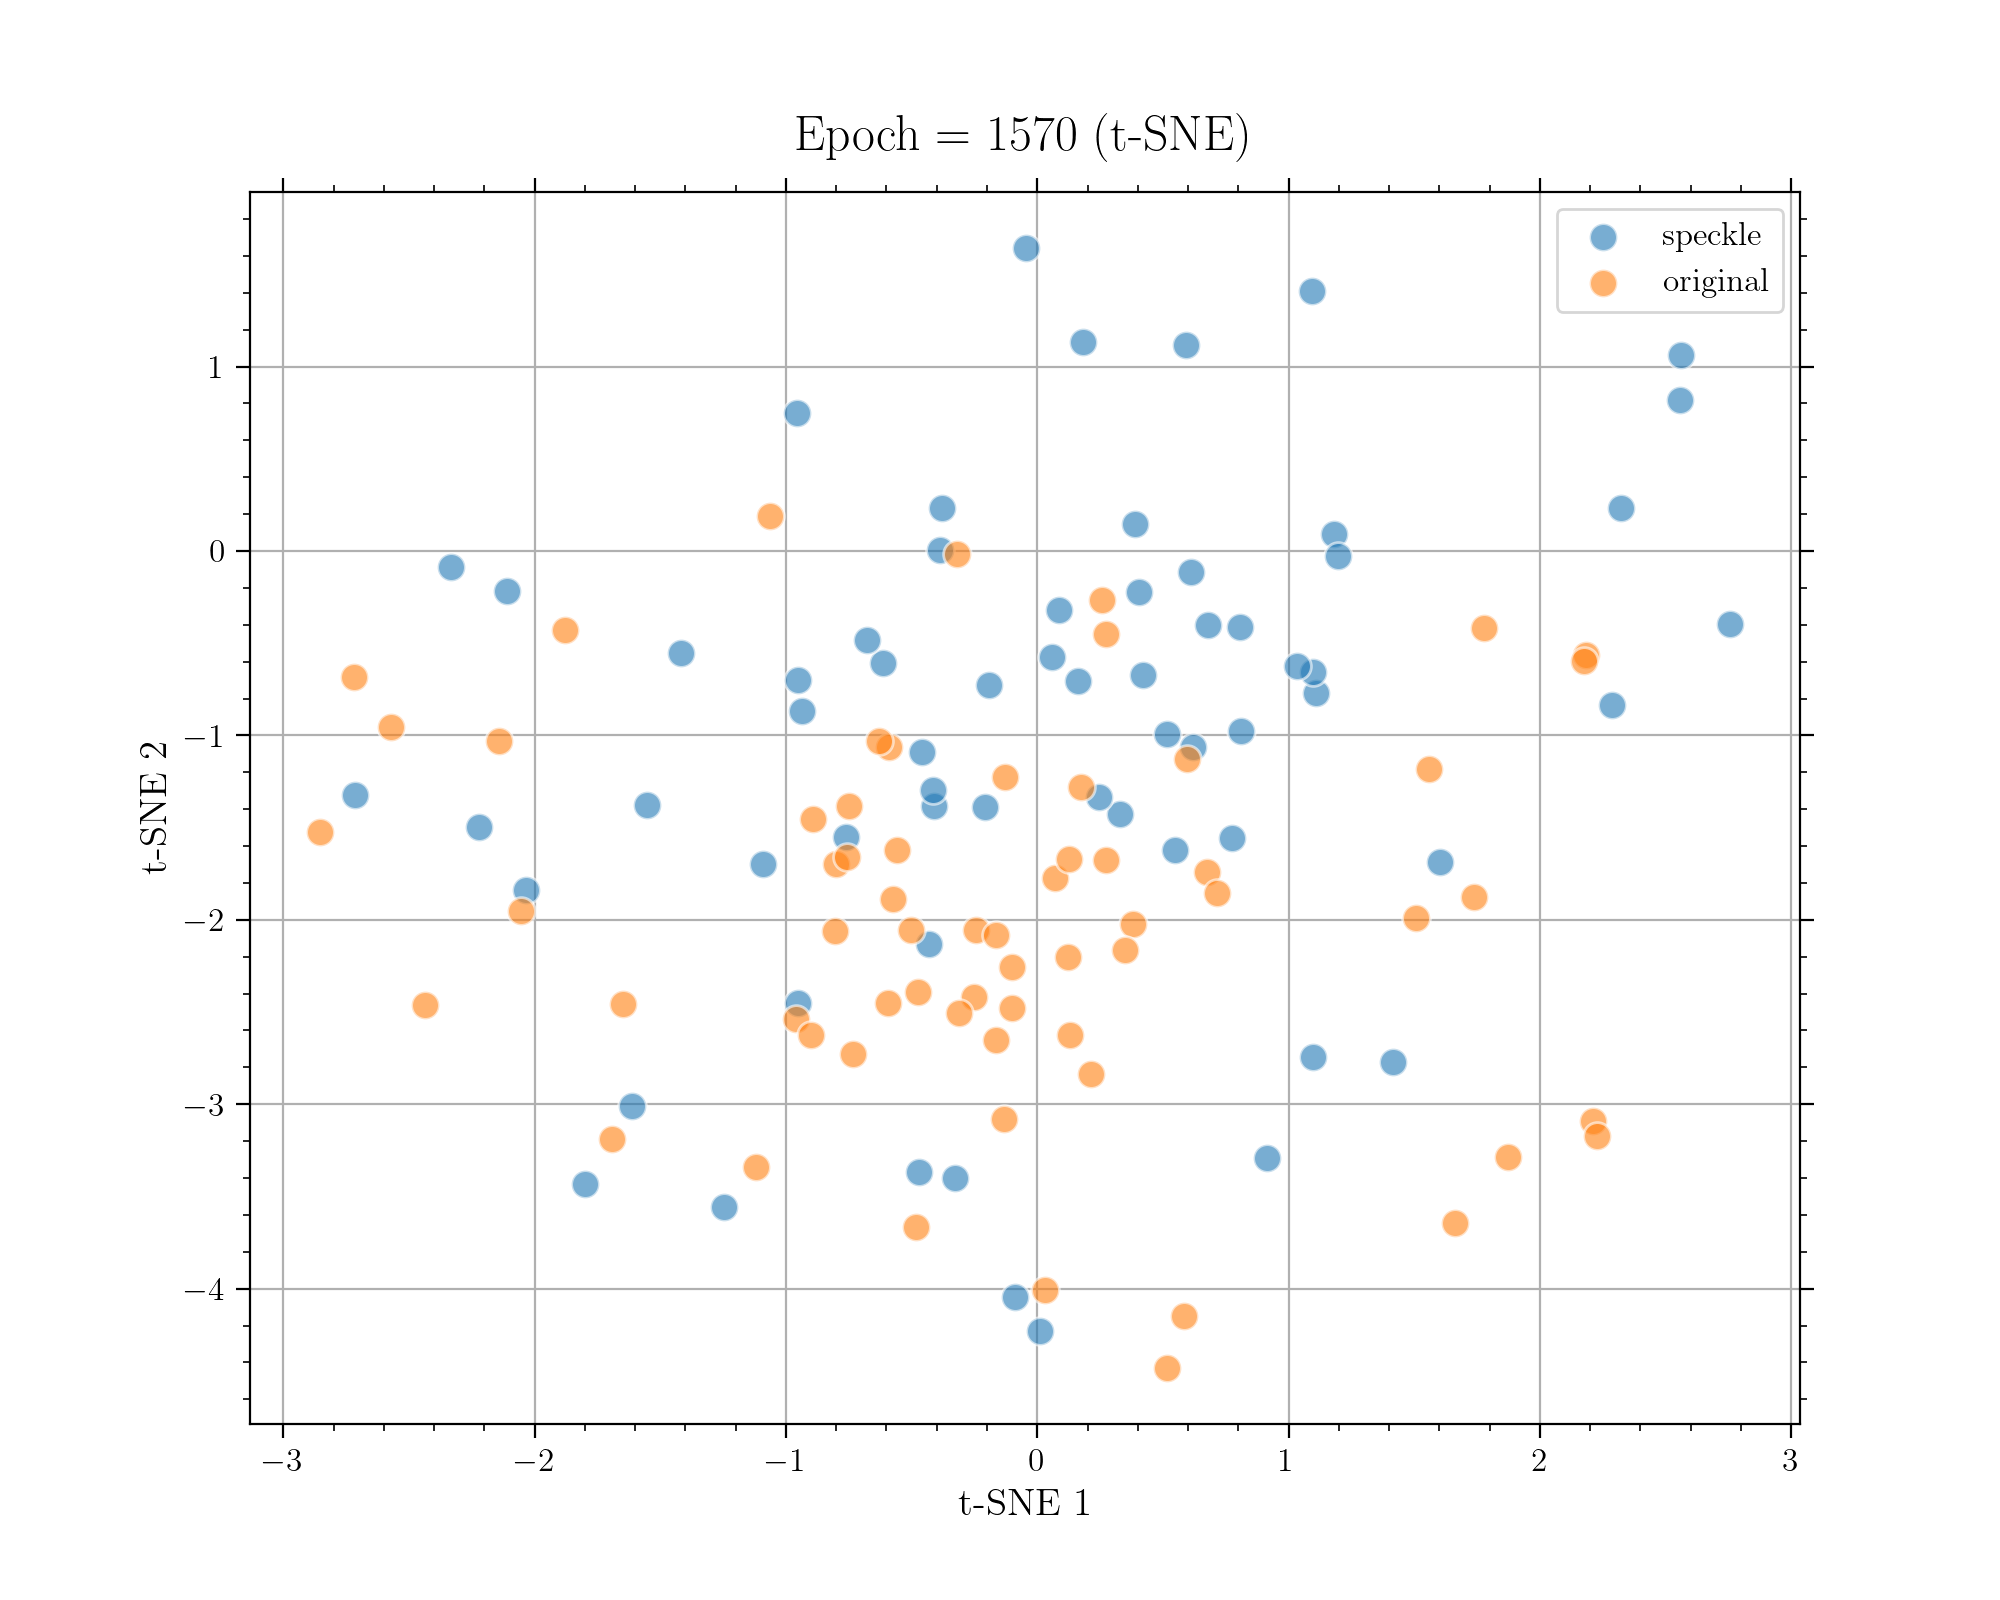 Epoch = 1570 (t-SNE)
speckle
original
1
0
−1
−2
−3
−4
t-SNE 2
−3 −2 −1 0 1 2 3
t-SNE 1